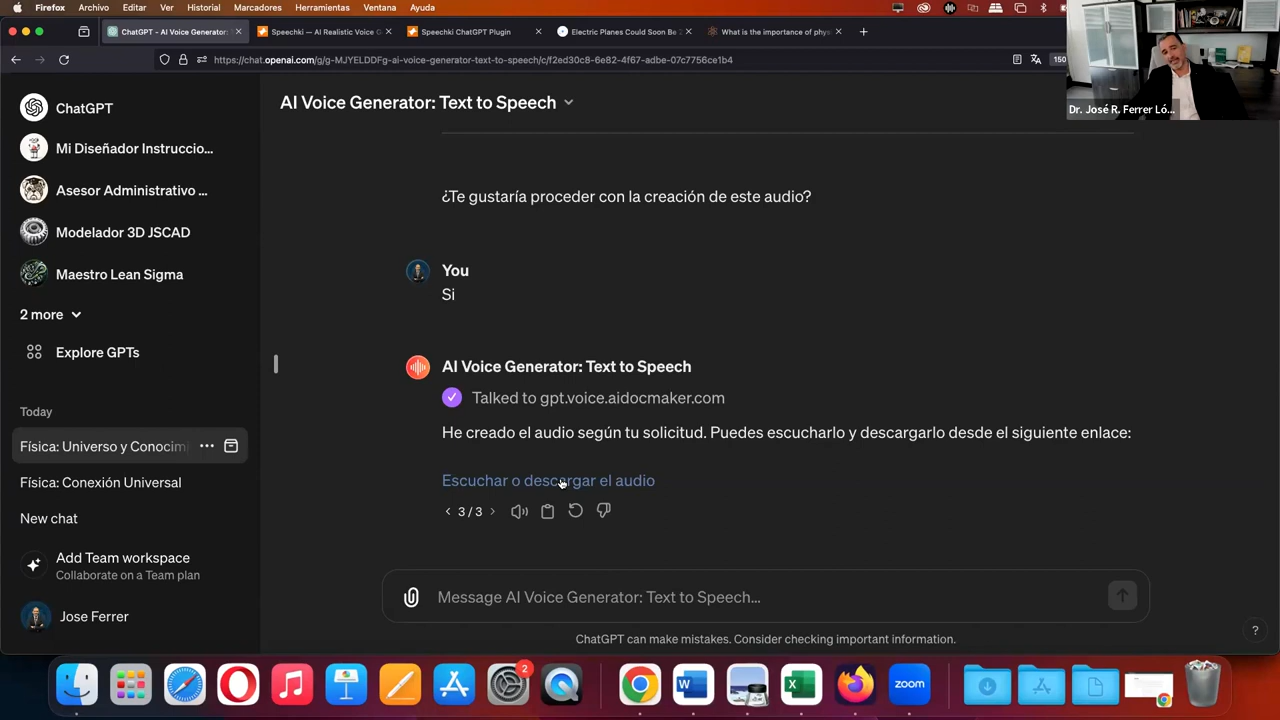 Firefox Archivo Editar Ver Historial Marcadores Herramientas Ventana Ayuda
ChatGPT - AI Voice Generator:
Speechki — AI Realistic Voice G
Speechki ChatGPT Plugin
Electric Planes Could Soon Be
What is the importance of phy
https://chat.openai.com/g/g-MJYELDDFg-ai-voice-generator-text-to-speech/c/f2ed30c8-6e82-4f67-adbe-07c7756ce1b4
150
Dr. José R. Ferrer Ló...
ChatGPT
Mi Diseñador Instruccio...
Asesor Administrativo ...
Modelador 3D JSCAD
Maestro Lean Sigma
2 more
Explore GPTs
Today
Física: Universo y Conocim
Física: Conexión Universal
New chat
Add Team workspace
Collaborate on a Team plan
Jose Ferrer
AI Voice Generator: Text to Speech
¿Te gustaría proceder con la creación de este audio?
You
Si
AI Voice Generator: Text to Speech
Talked to gpt.voice.aidocmaker.com
He creado el audio según tu solicitud. Puedes escucharlo y descargarlo desde el siguiente enlace:
Escuchar o descargar el audio
3 / 3
Message AI Voice Generator: Text to Speech...
ChatGPT can make mistakes. Consider checking important information.
?
2
W
X
zoom